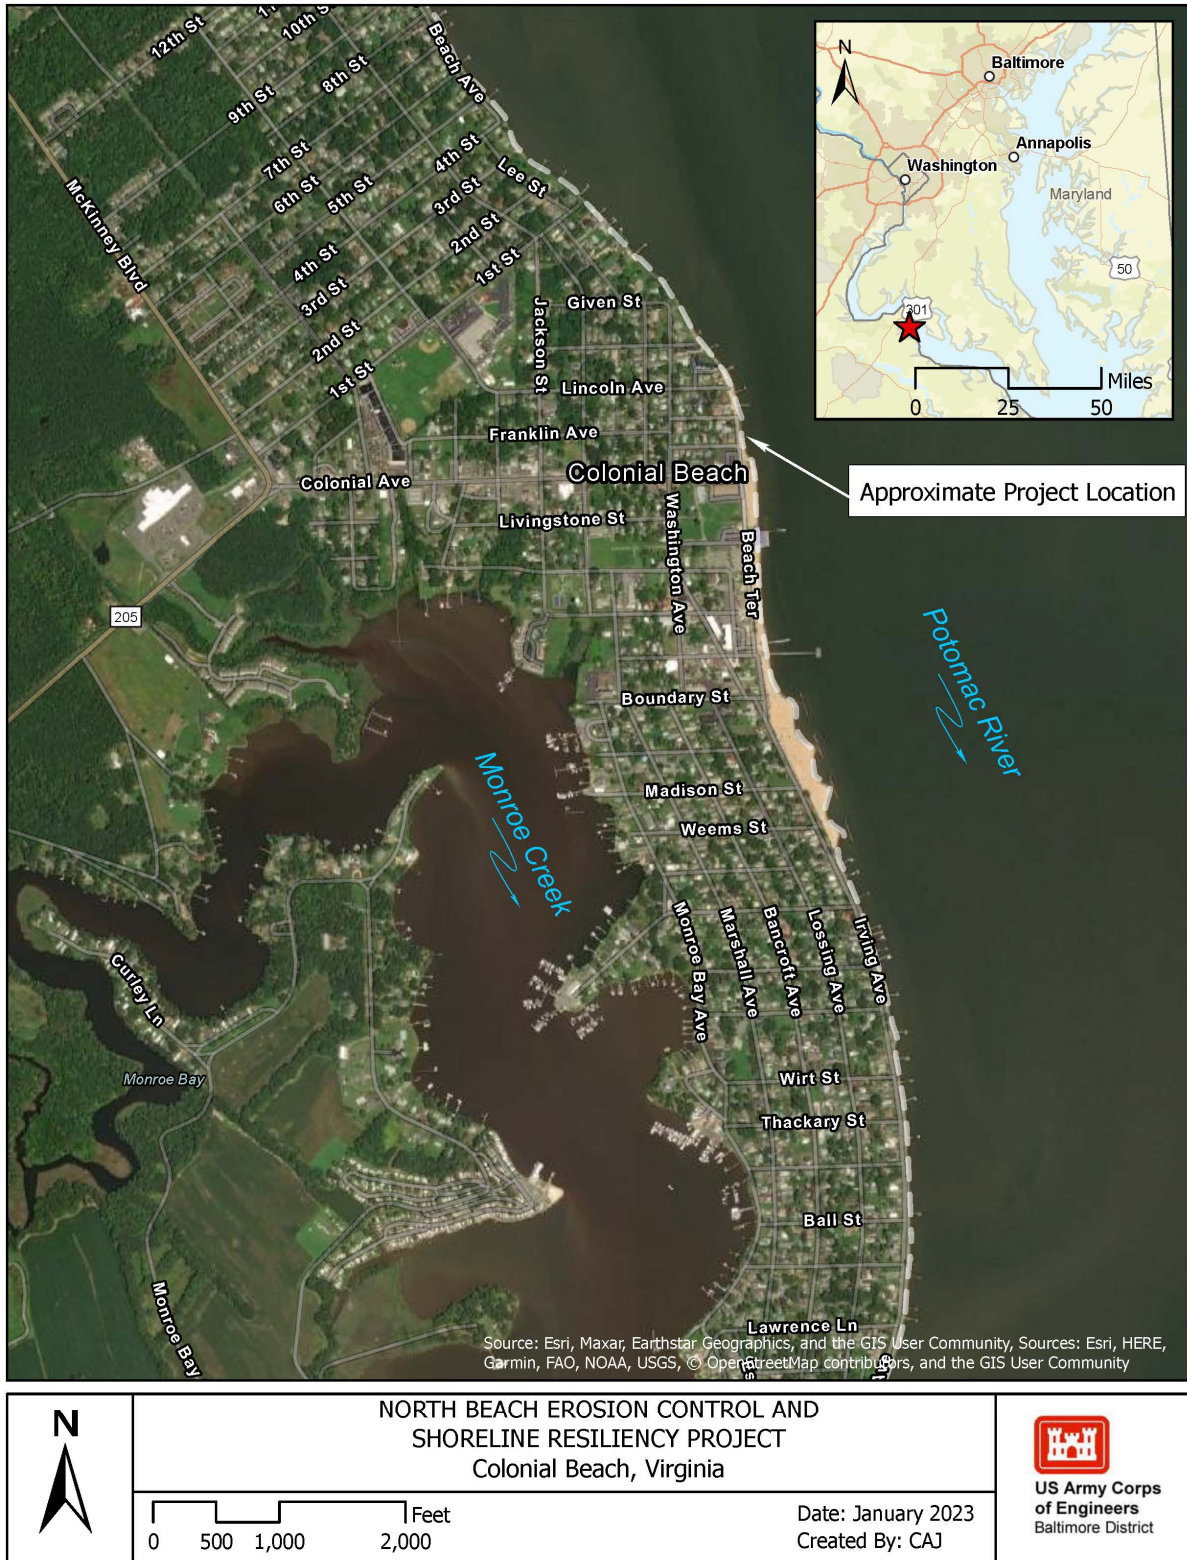 12th St
10th St
9th St
8th St
Beach Ave
7th St
6th St
5th St
4th St
Lee St
3rd St
2nd St
1st St
McKinney Blvd
4th St
3rd St
2nd St
1st St
Jackson St
Given St
Lincoln Ave
Franklin Ave
Colonial Ave
Colonial Beach
Livingstone St
Washington Ave
Beach Ter
205
Boundary St
Madison St
Weems St
Monroe Creek
Potomac River
Monroe Bay Ave
Marshall Ave
Bancroft Ave
Lossing Ave
Irving Ave
Curley Ln
Monroe Bay
Wirt St
Thackary St
Ball St
Lawrence Ln
Monroe Bay
N
Baltimore
Annapolis
Washington
Maryland
50
301
Miles
0 25 50
Approximate Project Location
Source: Esri, Maxar, Earthstar Geographics, and the GIS User Community, Sources: Esri, HERE,
Garmin, FAO, NOAA, USGS, © OpenStreetMap contributors, and the GIS User Community
N
NORTH BEACH EROSION CONTROL AND
SHORELINE RESILIENCY PROJECT
Colonial Beach, Virginia
Feet
0 500 1,000 2,000
Date: January 2023
Created By: CAJ
US Army Corps
of Engineers
Baltimore District